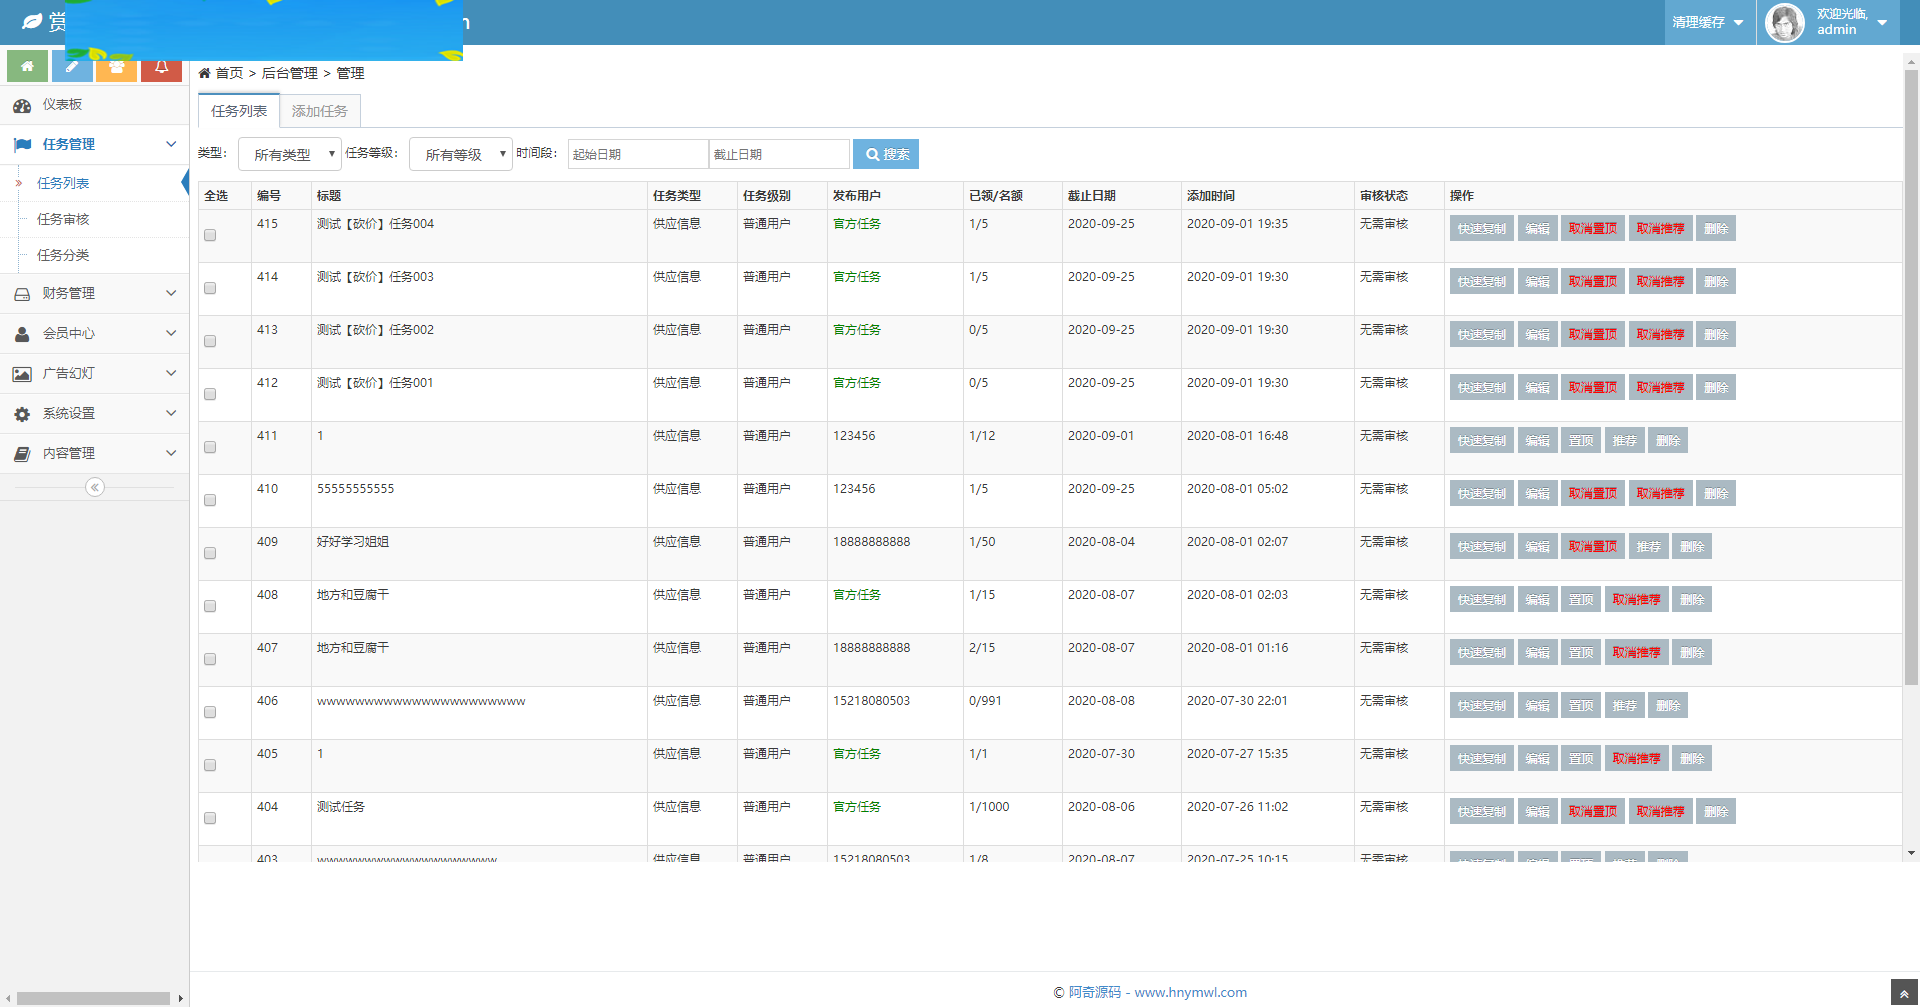 赏
清理缓存
欢迎光临,
admin
首页 > 后台管理 > 管理
仪表板
任务管理
任务列表
任务审核
任务分类
财务管理
会员中心
广告幻灯
系统设置
内容管理
任务列表 添加任务
类型: 所有类型 任务等级: 所有等级 时间段: 起始日期 截止日期 搜索
全选 编号 标题 任务类型 任务级别 发布用户 已领/名额 截止日期 添加时间 审核状态 操作
415 测试【砍价】任务004 供应信息 普通用户 官方任务 1/5 2020-09-25 2020-09-01 19:35 无需审核 快速复制 编辑 取消置顶 取消推荐 删除
414 测试【砍价】任务003 供应信息 普通用户 官方任务 1/5 2020-09-25 2020-09-01 19:30 无需审核 快速复制 编辑 取消置顶 取消推荐 删除
413 测试【砍价】任务002 供应信息 普通用户 官方任务 0/5 2020-09-25 2020-09-01 19:30 无需审核 快速复制 编辑 取消置顶 取消推荐 删除
412 测试【砍价】任务001 供应信息 普通用户 官方任务 0/5 2020-09-25 2020-09-01 19:30 无需审核 快速复制 编辑 取消置顶 取消推荐 删除
411 1 供应信息 普通用户 123456 1/12 2020-09-01 2020-08-01 16:48 无需审核 快速复制 编辑 置顶 推荐 删除
410 55555555555 供应信息 普通用户 123456 1/5 2020-09-25 2020-08-01 05:02 无需审核 快速复制 编辑 取消置顶 取消推荐 删除
409 好好学习姐姐 供应信息 普通用户 18888888888 1/50 2020-08-04 2020-08-01 02:07 无需审核 快速复制 编辑 取消置顶 推荐 删除
408 地方和豆腐干 供应信息 普通用户 官方任务 1/15 2020-08-07 2020-08-01 02:03 无需审核 快速复制 编辑 置顶 取消推荐 删除
407 地方和豆腐干 供应信息 普通用户 18888888888 2/15 2020-08-07 2020-08-01 01:16 无需审核 快速复制 编辑 置顶 取消推荐 删除
406 wwwwwwwwwwwwwwwwwwwwwww 供应信息 普通用户 15218080503 0/991 2020-08-08 2020-07-30 22:01 无需审核 快速复制 编辑 置顶 推荐 删除
405 1 供应信息 普通用户 官方任务 1/1 2020-07-30 2020-07-27 15:35 无需审核 快速复制 编辑 置顶 取消推荐 删除
404 测试任务 供应信息 普通用户 官方任务 1/1000 2020-08-06 2020-07-26 11:02 无需审核 快速复制 编辑 取消置顶 取消推荐 删除
403 wwwwwwwwwwwwwwwwwwww 供应信息 普通用户 15218080503 1/8 2020-08-07 2020-07-25 10:15 无需审核 快速复制 编辑 置顶 推荐 删除
© 阿奇源码 - www.hnymwl.com